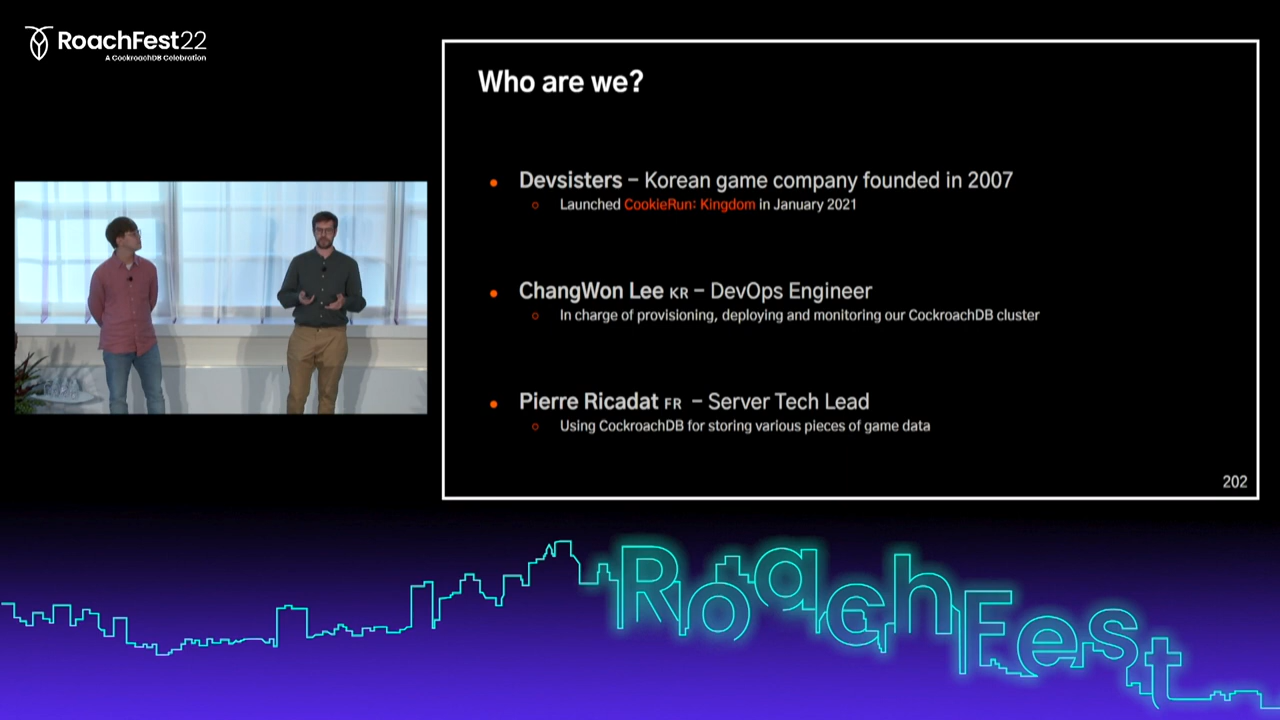 RoachFest22
A CockroachDB Celebration
Who are we?
Devsisters – Korean game company founded in 2007
Launched CookieRun: Kingdom in January 2021
ChangWon Lee KR – DevOps Engineer
In charge of provisioning, deploying and monitoring our CockroachDB cluster
Pierre Ricadat FR – Server Tech Lead
Using CockroachDB for storing various pieces of game data
202
RoachFest